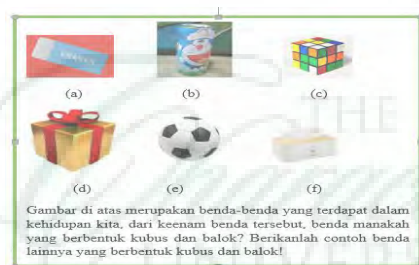 (a) (b) (c)
THE
(d) (e) (f)
Gambar di atas merupakan benda-benda yang terdapat dalam
kehidupan kita, dari keenam benda tersebut, benda manakah
yang berbentuk kubus dan balok? Berikanlah contoh benda
lainnya yang berbentuk kubus dan balok!